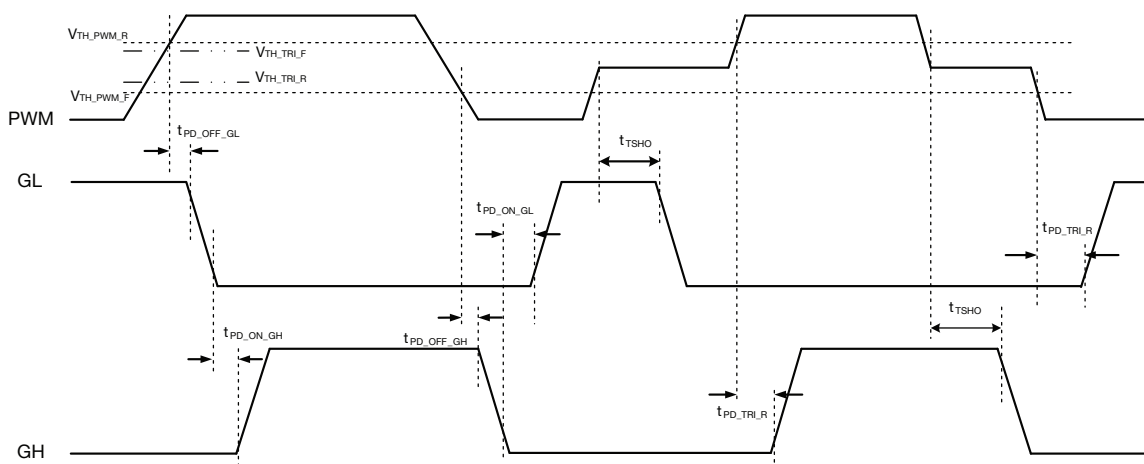 VTH_PWM_R
VTH_TRI_F
VTH_TRI_R
VTH_PWM_F
PWM
tPD_OFF_GL
tTSHO
GL
tPD_ON_GL
tPD_TRI_R
tTSHO
tPD_ON_GH
tPD_OFF_GH
tPD_TRI_R
GH